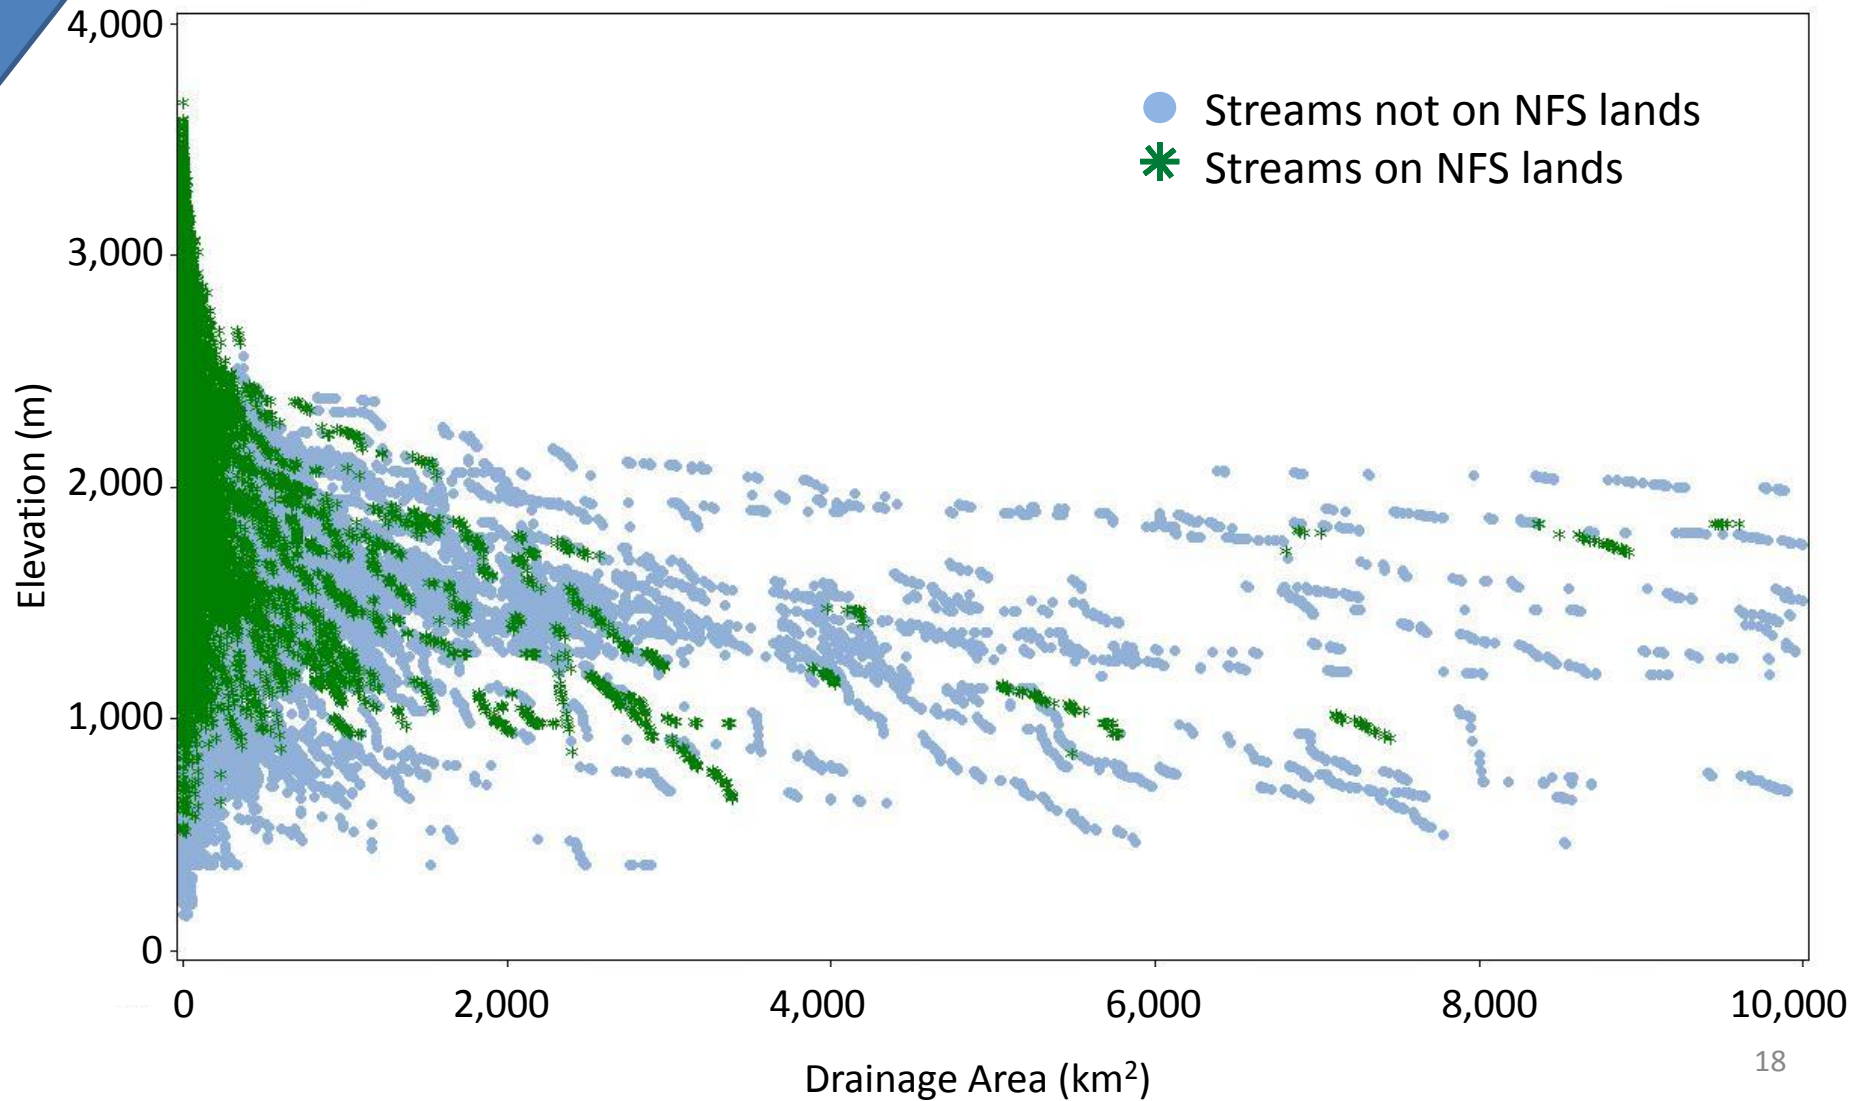 4,000
3,000
2,000
1,000
0
Elevation (m)
Streams not on NFS lands
Streams on NFS lands
0 2,000 4,000 6,000 8,000 10,000
Drainage Area (km²)
18